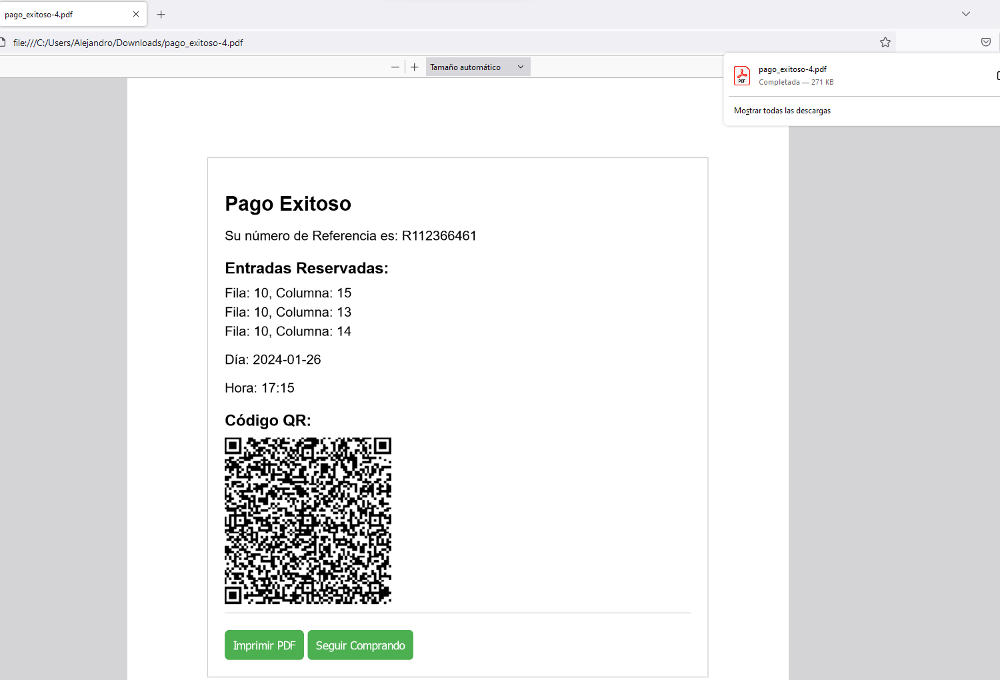 pago_exitoso-4.pdf
file:///C:/Users/Alejandro/Downloads/pago_exitoso-4.pdf
Tamaño automático
pago_exitoso-4.pdf
PDF
Completada — 271 KB
Mostrar todas las descargas
Pago Exitoso
Su número de Referencia es: R112366461
Entradas Reservadas:
Fila: 10, Columna: 15
Fila: 10, Columna: 13
Fila: 10, Columna: 14
Día: 2024-01-26
Hora: 17:15
Código QR:
Imprimir PDF
Seguir Comprando